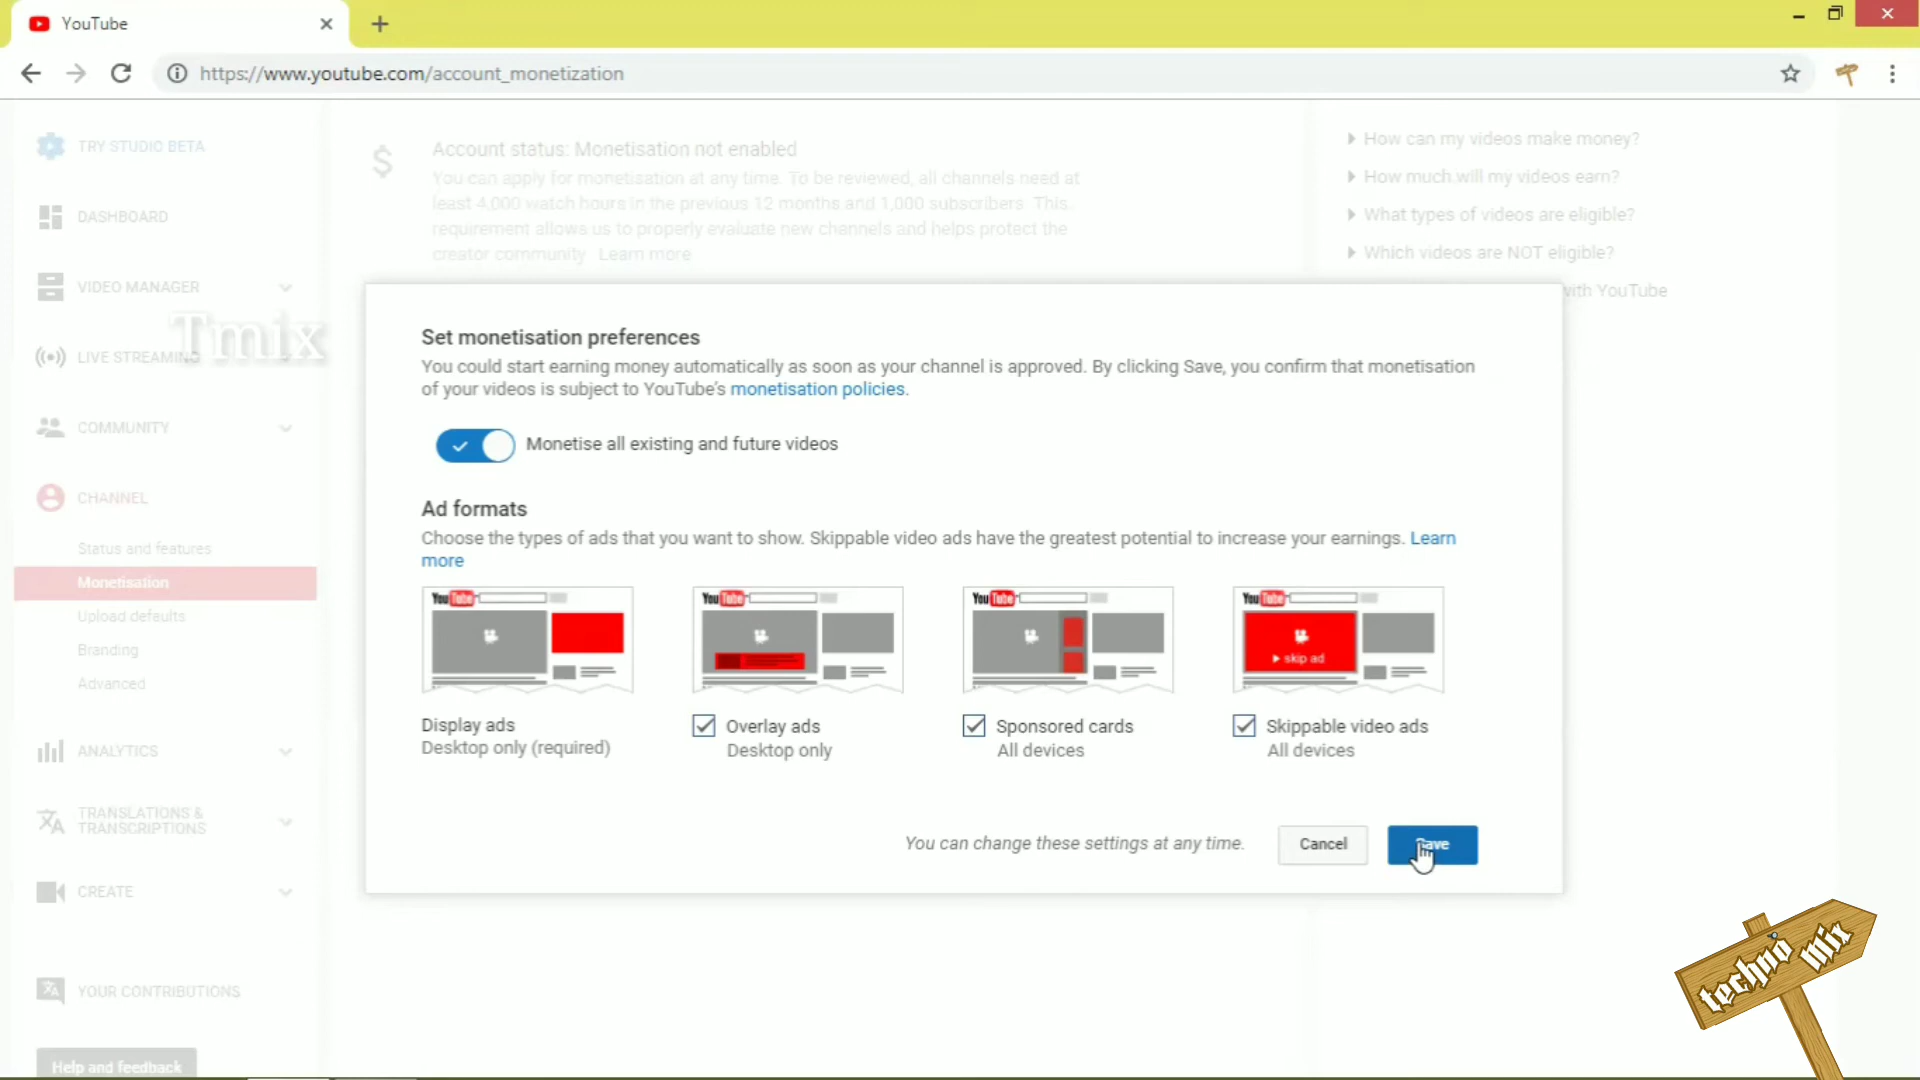 YouTube
https://www.youtube.com/account_monetization
TRY STUDIO BETA
DASHBOARD
VIDEO MANAGER
LIVE STREAMING
COMMUNITY
CHANNEL
Status and features
Monetisation
Upload defaults
Branding
Advanced
ANALYTICS
TRANSLATIONS &
TRANSCRIPTIONS
CREATE
YOUR CONTRIBUTIONS
Help and feedback
Tmix
$
Account status: Monetisation not enabled
You can apply for monetisation at any time. To be reviewed, all channels need at
least 4,000 watch hours in the previous 12 months and 1,000 subscribers. This
requirement allows us to properly evaluate new channels and helps protect the
creator community. Learn more
How can my videos make money?
How much will my videos earn?
What types of videos are eligible?
Which videos are NOT eligible?
with YouTube
Set monetisation preferences
You could start earning money automatically as soon as your channel is approved. By clicking Save, you confirm that monetisation
of your videos is subject to YouTube's monetisation policies.
Monetise all existing and future videos
Ad formats
Choose the types of ads that you want to show. Skippable video ads have the greatest potential to increase your earnings. Learn
more
YouTube
YouTube
YouTube
YouTube
skip ad
Display ads
Desktop only (required)
Overlay ads
Desktop only
Sponsored cards
All devices
Skippable video ads
All devices
You can change these settings at any time.
Cancel
Save
techno mix